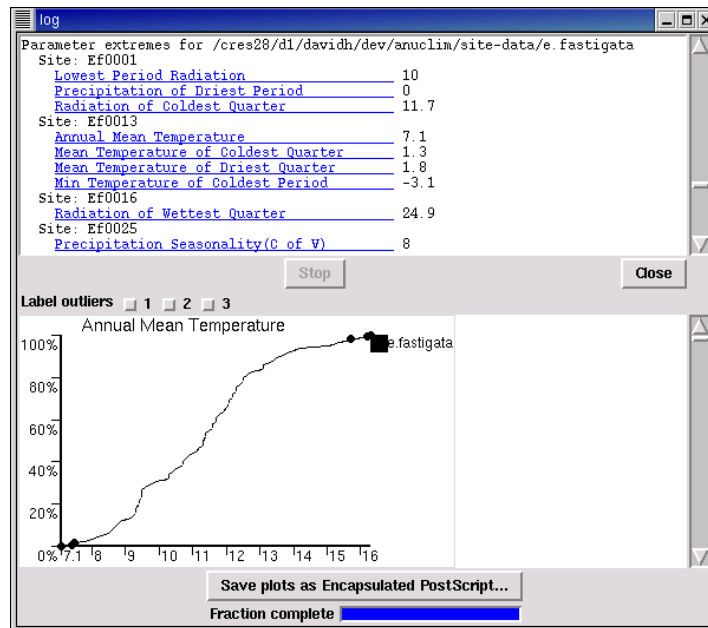 log
Parameter extremes for /cres28/d1/davidh/dev/anuclim/site-data/e.fastigata
Site: Ef0001
Lowest Period Radiation 10
Precipitation of Driest Period 0
Radiation of Coldest Quarter 11.7
Site: Ef0013
Annual Mean Temperature 7.1
Mean Temperature of Coldest Quarter 1.3
Mean Temperature of Driest Quarter 1.8
Min Temperature of Coldest Period -3.1
Site: Ef0016
Radiation of Wettest Quarter 24.9
Site: Ef0025
Precipitation Seasonality(C of V) 8
Stop Close
Label outliers 1 2 3
Annual Mean Temperature
100% e.fastigata
80%
60%
40%
20%
0% 7.1 8 9 10 11 12 13 14 15 16
Save plots as Encapsulated PostScript...
Fraction complete